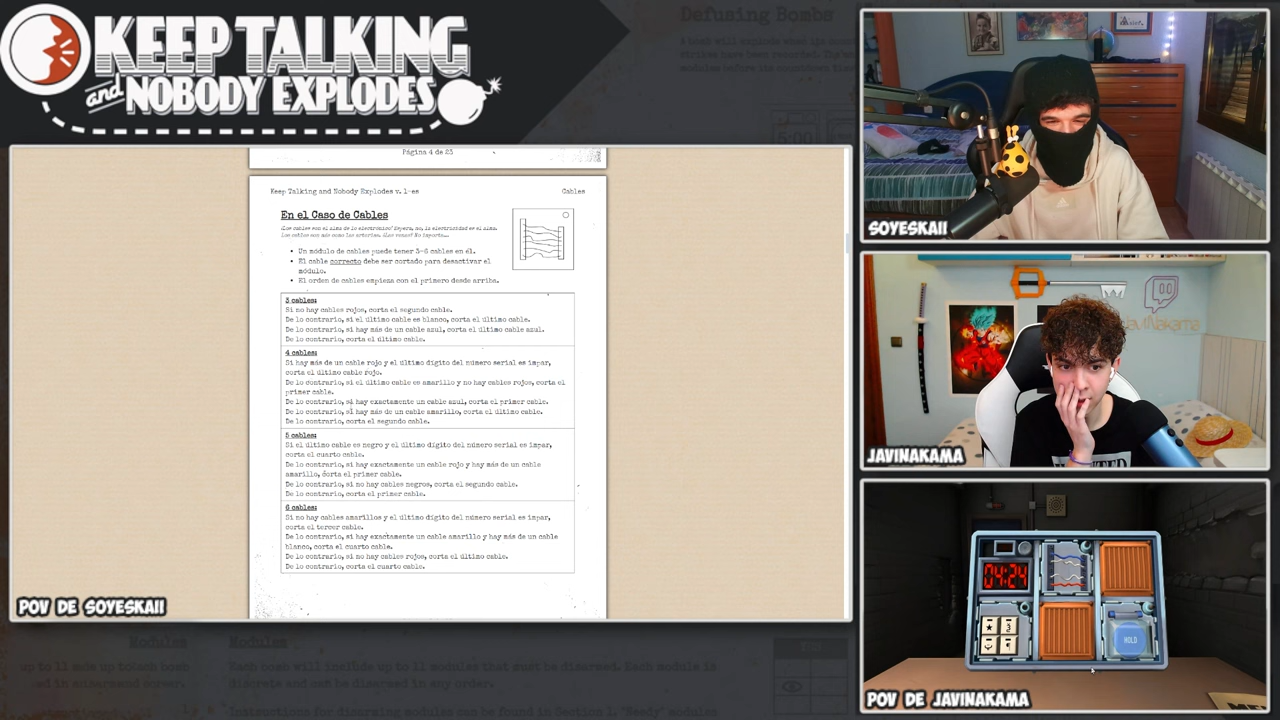 KEEP TALKING
and NOBODY EXPLODES
Defusing Bombs
Página 4 de 23
Keep Talking and Nobody Explodes v. 1-es
Cables
En el Caso de Cables
• Un módulo de cables puede tener 3-6 cables en él.
• El cable correcto debe ser cortado para desactivar el
módulo.
• El orden de cables empieza con el primero desde arriba.
3 cables:
Si no hay cables rojos, corta el segundo cable.
De lo contrario, si el último cable es blanco, corta el último cable.
De lo contrario, si hay más de un cable azul, corta el último cable azul.
De lo contrario, corta el último cable.
4 cables:
Si hay más de un cable rojo y el último dígito del número serial es impar,
corta el último cable rojo.
De lo contrario, si el último cable es amarillo y no hay cables rojos, corta el
primer cable.
De lo contrario, si hay exactamente un cable azul, corta el primer cable.
De lo contrario, si hay más de un cable amarillo, corta el último cable.
De lo contrario, corta el segundo cable.
5 cables:
Si el último cable es negro y el último dígito del número serial es impar,
corta el cuarto cable.
De lo contrario, si hay exactamente un cable rojo y hay más de un cable
amarillo, corta el primer cable.
De lo contrario, si no hay cables negros, corta el segundo cable.
De lo contrario, corta el primer cable.
6 cables:
Si no hay cables amarillos y el último dígito del número serial es impar,
corta el tercer cable.
De lo contrario, si hay exactamente un cable amarillo y hay más de un cable
blanco, corta el cuarto cable.
De lo contrario, si no hay cables rojos, corta el último cable.
De lo contrario, corta el cuarto cable.
POV DE SOYESKAII
Modules
Modules
SOYESKAII
JAVINAKAMA
04:24
HOLD
POV DE JAVINAKAMA